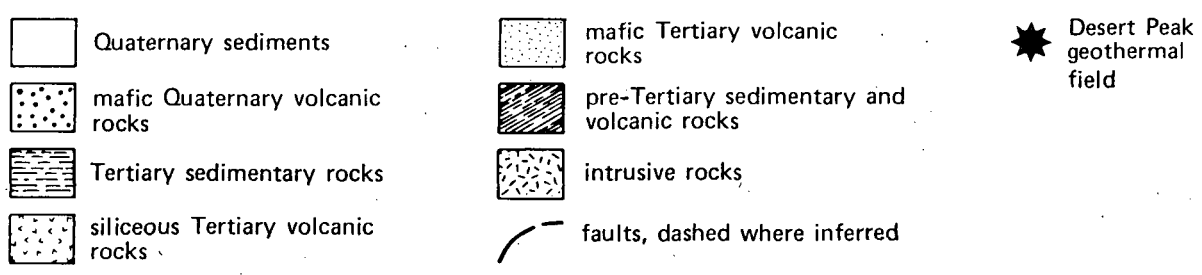 Quaternary sediments
mafic Quaternary volcanic
rocks
Tertiary sedimentary rocks
siliceous Tertiary volcanic
rocks
mafic Tertiary volcanic
rocks
pre-Tertiary sedimentary and
volcanic rocks
intrusive rocks
faults, dashed where inferred
Desert Peak
geothermal
field